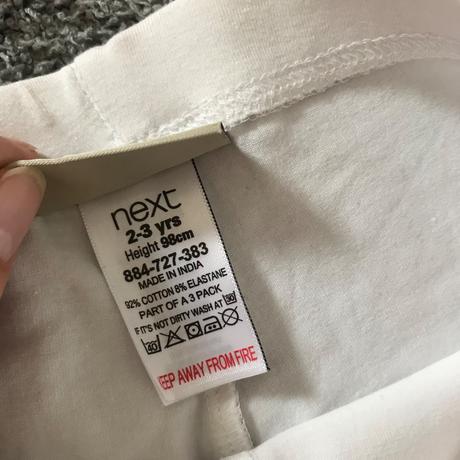 next
2-3 yrs
Height 98cm
884-727-383
MADE IN INDIA
92% COTTON 8% ELASTANE
PART OF A 3 PACK
IF IT'S NOT DIRTY WASH AT 30
40
KEEP AWAY FROM FIRE